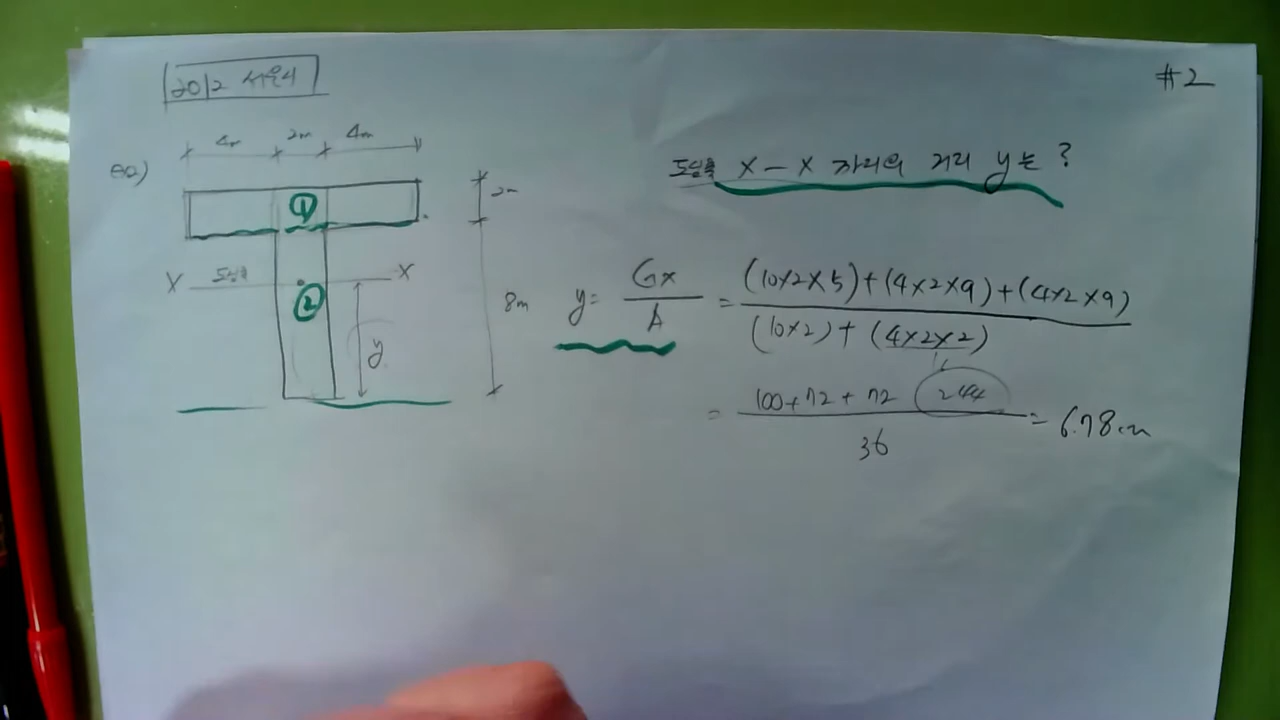 2012 서울시
#2
4m 2m 4m
ex)
도심축 X-X 까지의 거리 y는?
①
2m
X 도심축 X
②
8m
y
y = Gx / A = (10×2×5)+(4×2×9)+(4×2×9) / (10×2)+(4×2×2)
= 100+72+72 244 / 36 = 6.78cm